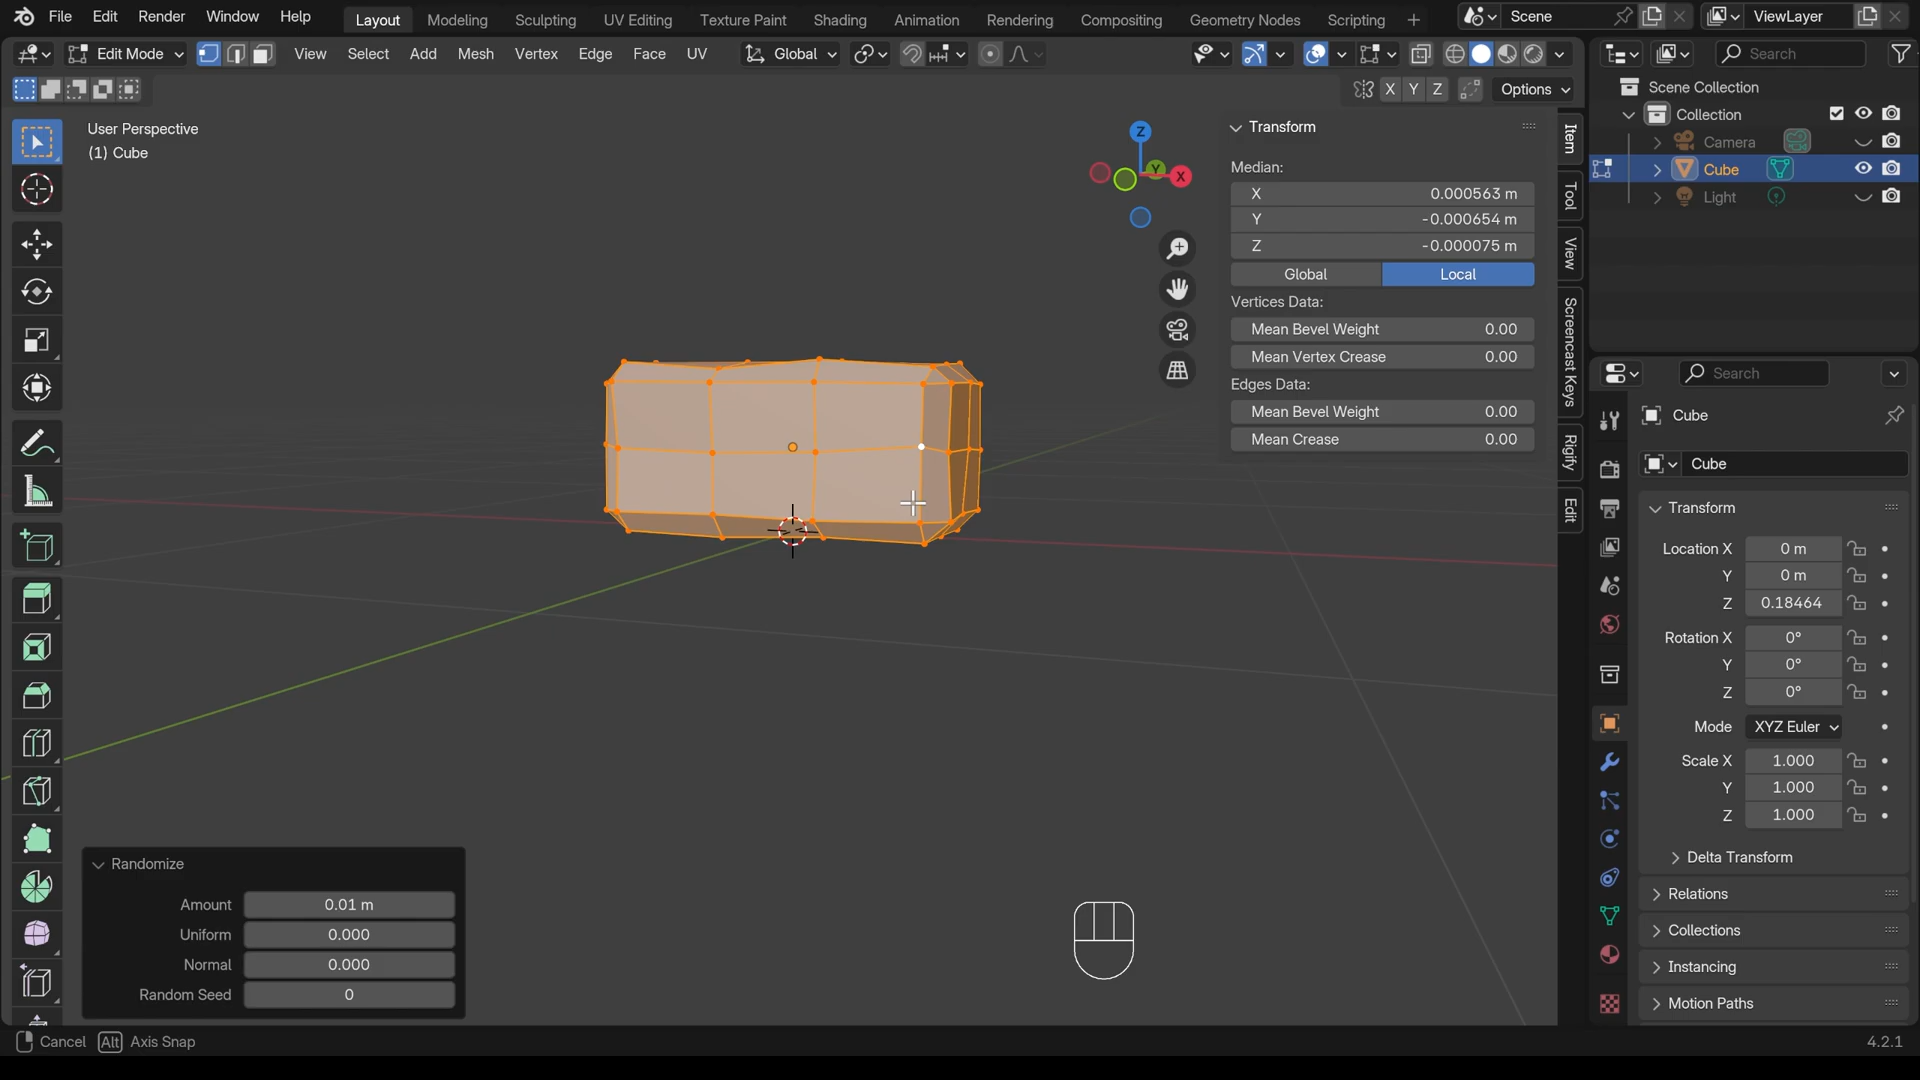 File Edit Render Window Help Layout Modeling Sculpting UV Editing Texture Paint Shading Animation Rendering Compositing Geometry Nodes Scripting + Scene ViewLayer
Edit Mode View Select Add Mesh Vertex Edge Face UV Global Search
X Y Z Options
Scene Collection
Collection
Camera
Cube
Light
User Perspective
(1) Cube
Z
Y
X
Transform
Median:
X 0.000563 m
Y -0.000654 m
Z -0.000075 m
Global Local
Vertices Data:
Mean Bevel Weight 0.00
Mean Vertex Crease 0.00
Edges Data:
Mean Bevel Weight 0.00
Mean Crease 0.00
Item
Tool
View
Screencast Keys
Rigify
Edit
Search
Cube
Cube
Transform
Location X 0 m
Y 0 m
Z 0.18464
Rotation X 0°
Y 0°
Z 0°
Mode XYZ Euler
Scale X 1.000
Y 1.000
Z 1.000
Delta Transform
Relations
Collections
Instancing
Motion Paths
Randomize
Amount 0.01 m
Uniform 0.000
Normal 0.000
Random Seed 0
Cancel Alt Axis Snap 4.2.1